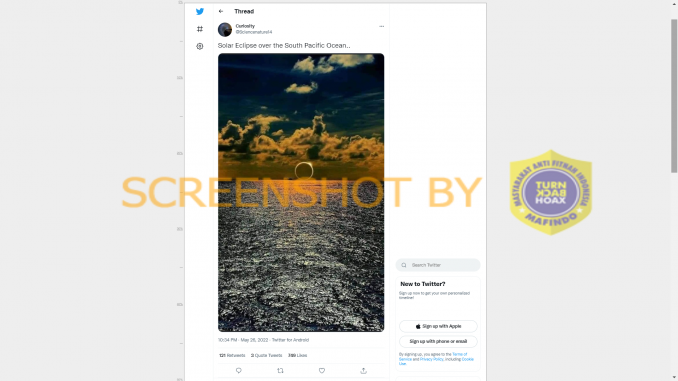 Thread
Curiosity
@Sciencenature14
Solar Eclipse over the South Pacific Ocean..
SCREENSHOT BY
MASYARAKAT ANTI FITNAH INDONESIA
TURN
BACK
HOAX
MAFINDO
Search Twitter
New to Twitter?
Sign up now to get your own personalized
timeline!
Sign up with Apple
Sign up with phone or email
By signing up, you agree to the Terms of
Service and Privacy Policy, including Cookie
Use.
10:34 PM · May 28, 2022 · Twitter for Android
121 Retweets 3 Quote Tweets 749 Likes